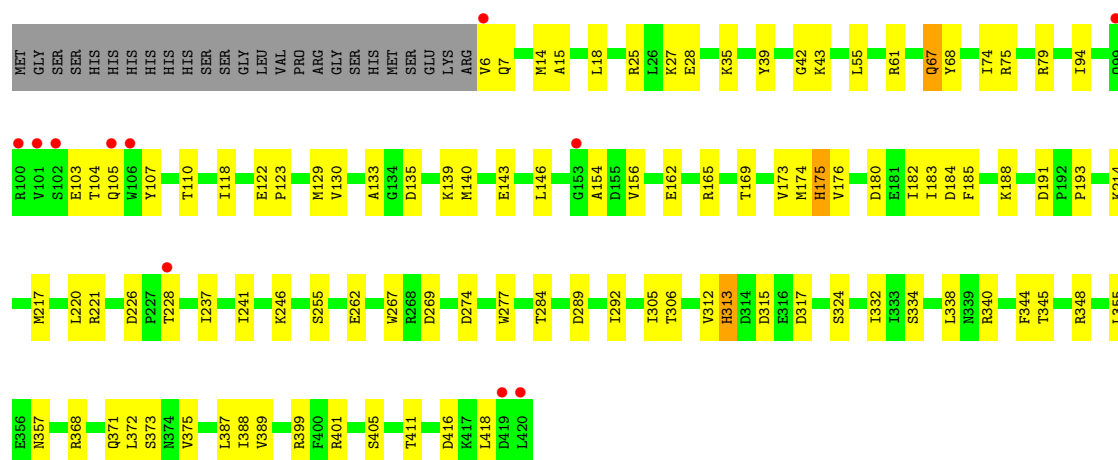 MET GLY SER SER HIS HIS HIS HIS HIS HIS SER SER GLY LEU VAL PRO ARG GLY SER HIS MET SER GLU LYS ARG V6 Q7 M14 A15 L18 R25 L26 K27 E28 K35 Y39 G42 K43 L55 R61 Q67 Y68 I74 R75 R79 I94 Q99
R100 V101 S102 E103 T104 Q105 W106 Y107 T110 I118 E122 P123 M129 V130 A133 G134 D135 K139 M140 E143 L146 G153 A154 D155 V156 E162 R165 T169 V173 M174 H175 V176 D180 E181 I182 I183 D184 F185 K188 D191 P192 P193 K214
M217 L220 R221 D226 P227 T228 I237 I241 K246 S255 E262 W267 R268 D269 D274 W277 T284 D289 I292 I305 T306 V312 H313 D314 D315 E316 D317 S324 I332 I333 S334 L338 N339 R340 F344 T345 R348 L355
E356 N357 R368 Q371 L372 S373 N374 V375 L387 I388 V389 R399 F400 R401 S405 T411 D416 K417 L418 D419 L420